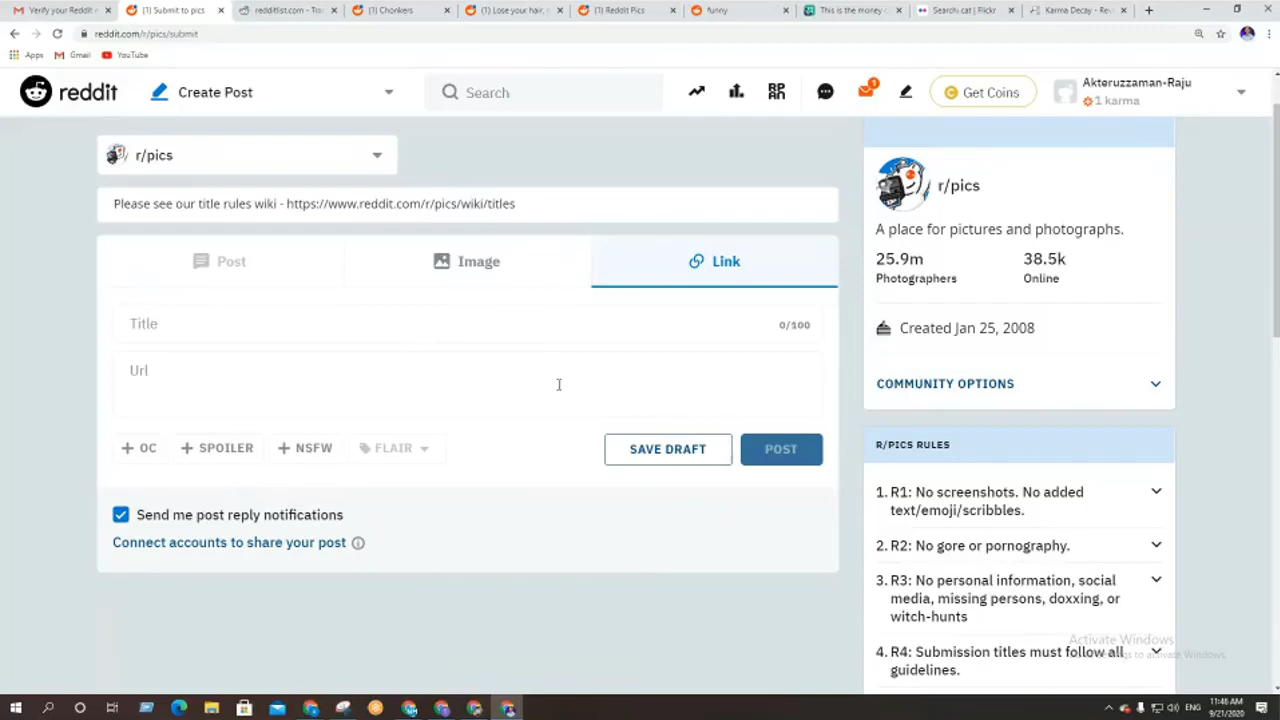 Verify your Reddit
(1) Submit to pics
redditlist.com - Tra
(1) Chonkers
(1) Lose your hair,
(1) Reddit Pics
funny
This is the money
Search: cat | Flickr
Karma Decay - Rev
reddit.com/r/pics/submit
Apps Gmail YouTube
reddit Create Post Search Get Coins Akteruzzaman-Raju
1 karma
1
r/pics
Please see our title rules wiki - https://www.reddit.com/r/pics/wiki/titles
Post Image Link
Title 0/100
Url
+ OC + SPOILER + NSFW FLAIR SAVE DRAFT POST
Send me post reply notifications
Connect accounts to share your post
r/pics
A place for pictures and photographs.
25.9m 38.5k
Photographers Online
Created Jan 25, 2008
COMMUNITY OPTIONS
R/PICS RULES
1. R1: No screenshots. No added
text/emoji/scribbles.
2. R2: No gore or pornography.
3. R3: No personal information, social
media, missing persons, doxxing, or
witch-hunts
4. R4: Submission titles must follow all
guidelines.
Activate Windows
to activate Windows.
ENG
11:46 AM
9/21/2020